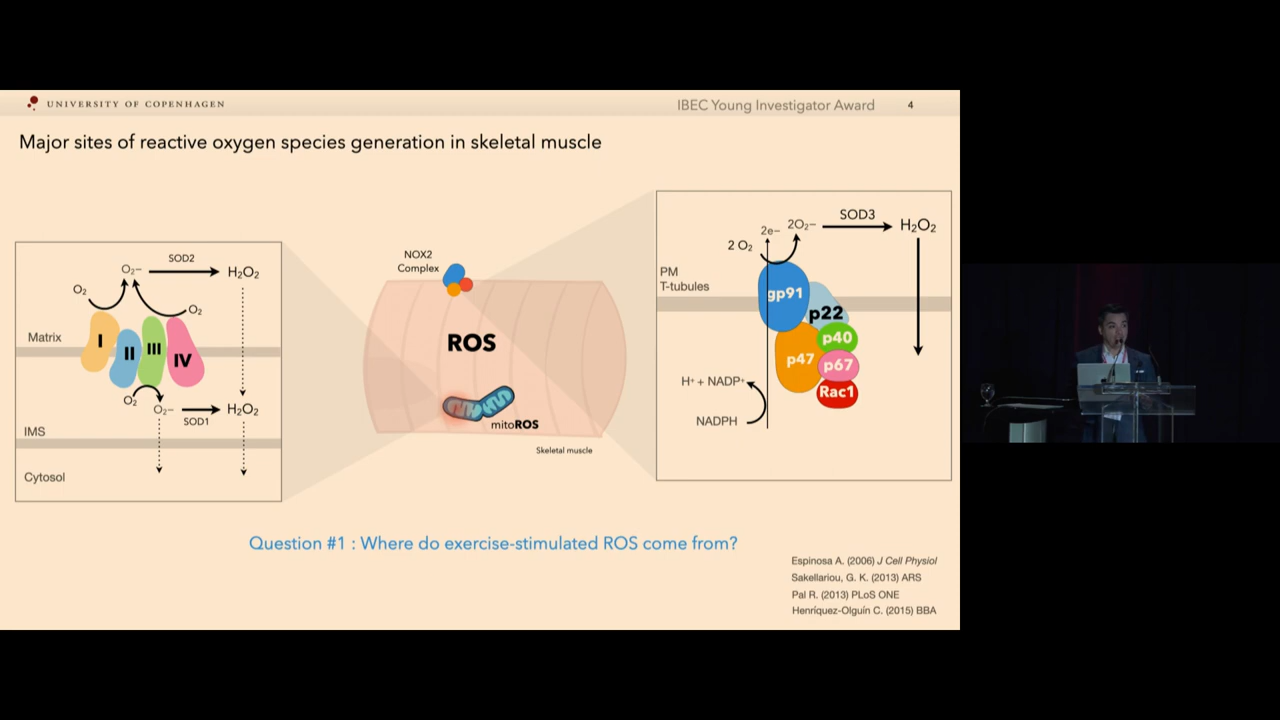 UNIVERSITY OF COPENHAGEN
IBEC Young Investigator Award 4
Major sites of reactive oxygen species generation in skeletal muscle
SOD2
O₂− H₂O₂
O₂
O₂
Matrix
I
II
III
IV
O₂
O₂− H₂O₂
SOD1
IMS
Cytosol
NOX2
Complex
ROS
mitoROS
Skeletal muscle
SOD3
2e− 2O₂− H₂O₂
2 O₂
PM
T-tubules
gp91
p22
p40
p47
p67
Rac1
H⁺ + NADP⁺
NADPH
Question #1 : Where do exercise-stimulated ROS come from?
Espinosa A. (2006) J Cell Physiol
Sakellariou, G. K. (2013) ARS
Pal R. (2013) PLoS ONE
Henríquez-Olguín C. (2015) BBA